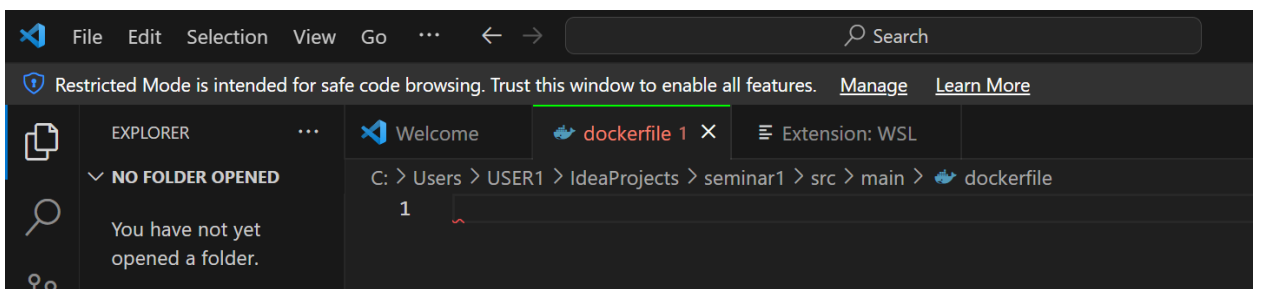 File Edit Selection View Go ··· ← → Search
Restricted Mode is intended for safe code browsing. Trust this window to enable all features. Manage Learn More
EXPLORER ···
Welcome dockerfile 1 × Extension: WSL
NO FOLDER OPENED
C: > Users > USER1 > IdeaProjects > seminar1 > src > main > dockerfile
1
You have not yet
opened a folder.